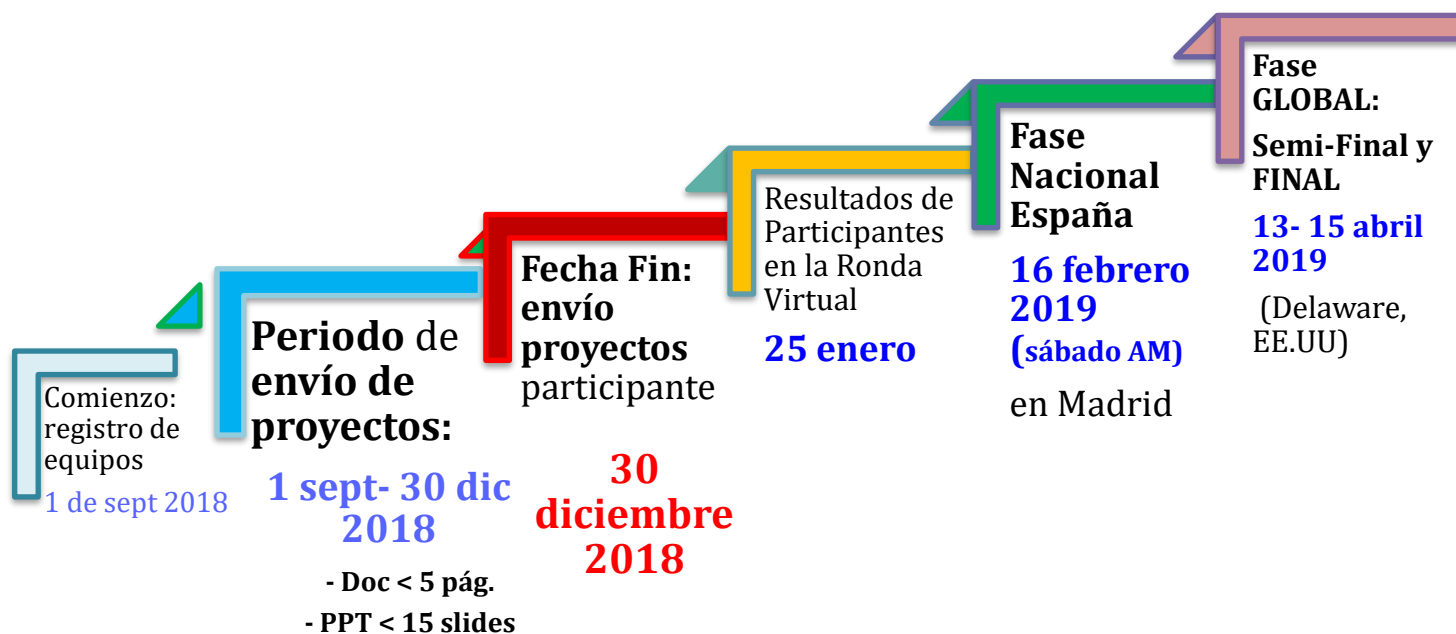 Comienzo:
registro de
equipos
1 de sept 2018
Periodo de
envío de
proyectos:
1 sept- 30 dic
2018
- Doc < 5 pág.
- PPT < 15 slides
Fecha Fin:
envío
proyectos
participante
30
diciembre
2018
Resultados de
Participantes
en la Ronda
Virtual
25 enero
Fase
Nacional
España
16 febrero
2019
(sábado AM)
en Madrid
Fase
GLOBAL:
Semi-Final y
FINAL
13- 15 abril
2019
(Delaware,
EE.UU)